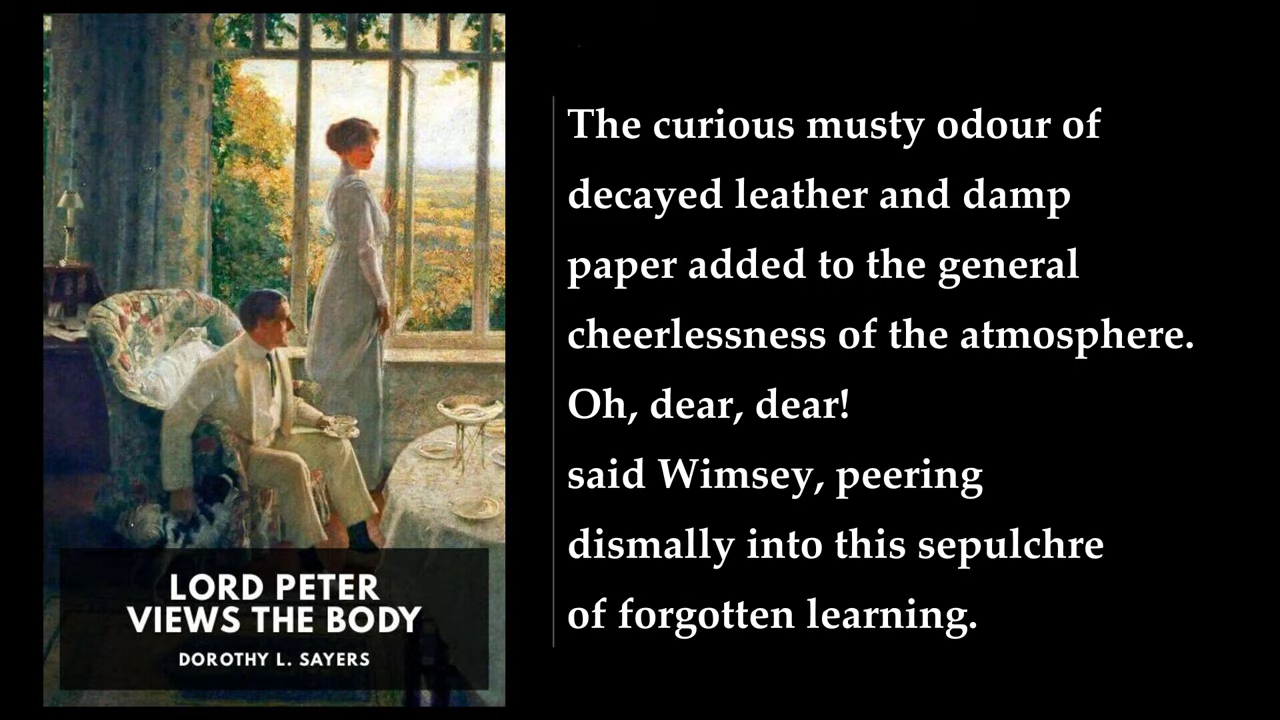 LORD PETER
VIEWS THE BODY
DOROTHY L. SAYERS
The curious musty odour of
decayed leather and damp
paper added to the general
cheerlessness of the atmosphere.
Oh, dear, dear!
said Wimsey, peering
dismally into this sepulchre
of forgotten learning.